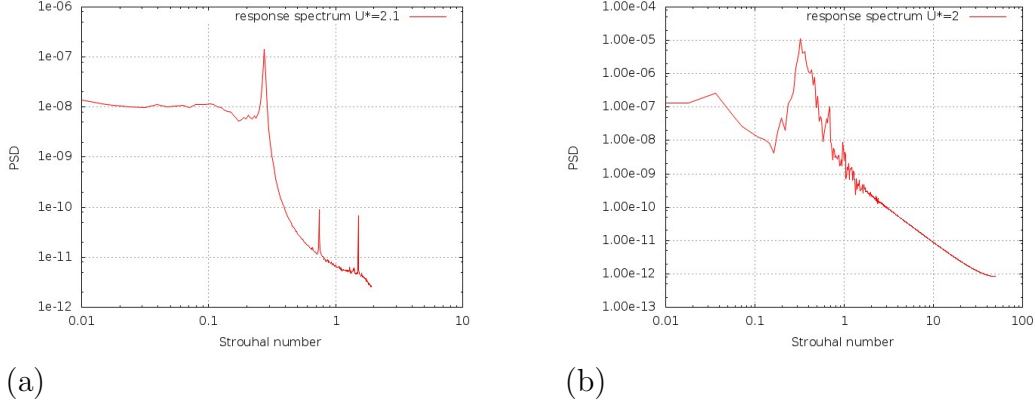 response spectrum U*=2.1
1e-06
1e-07
1e-08
1e-09
1e-10
1e-11
1e-12
PSD
0.01 0.1 1 10
Strouhal number
(a)
response spectrum U*=2
1.00e-04
1.00e-05
1.00e-06
1.00e-07
1.00e-08
1.00e-09
1.00e-10
1.00e-11
1.00e-12
1.00e-13
PSD
0.01 0.1 1 10 100
Strouhal number
(b)